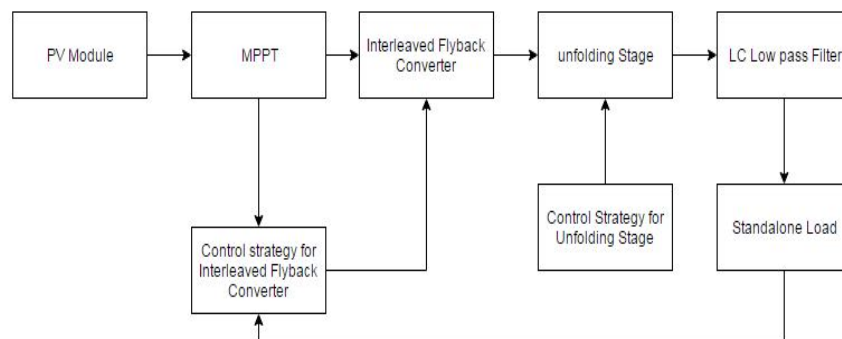 PV Module
MPPT
Interleaved Flyback
Converter
unfolding Stage
LC Low pass Filter
Control strategy for
Interleaved Flyback
Converter
Control Strategy for
Unfolding Stage
Standalone Load